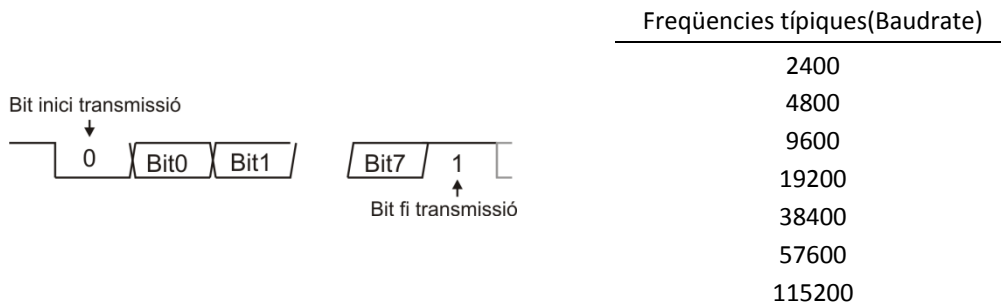 Freqüencies típiques(Baudrate)
2400
4800
9600
19200
38400
57600
115200
Bit inici transmissió
0 Bit0 Bit1 Bit7 1
Bit fi transmissió